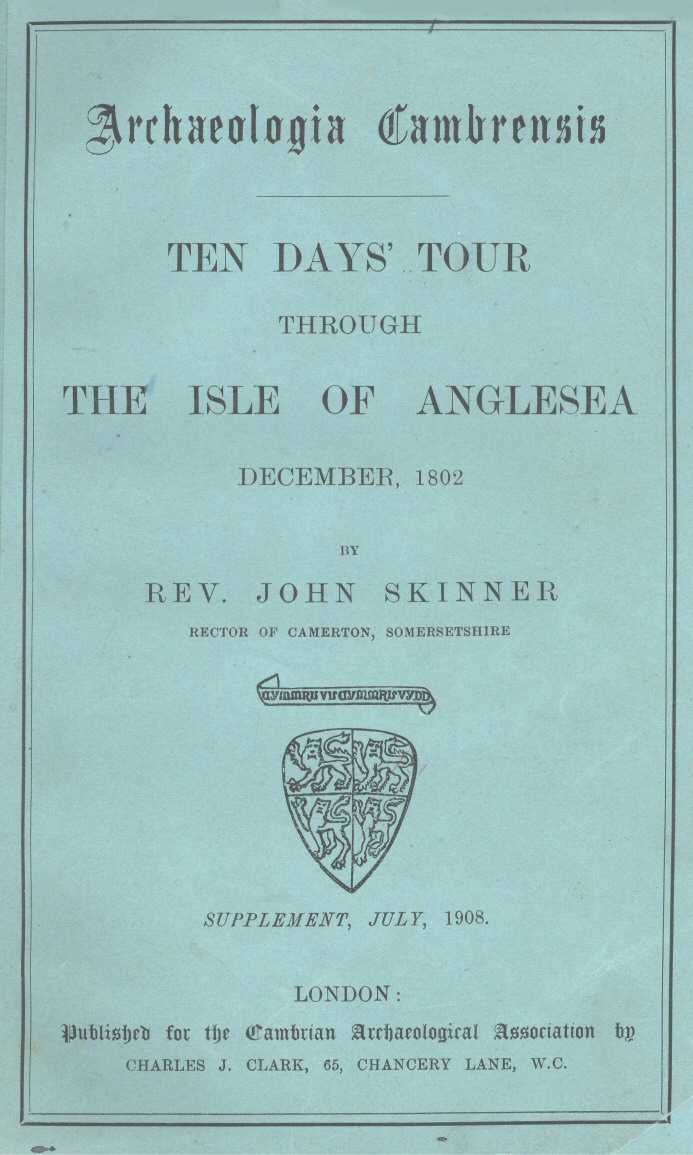 Archaeologia Cambrensis
TEN DAYS' TOUR
THROUGH
THE ISLE OF ANGLESEA
DECEMBER, 1802
BY
REV. JOHN SKINNER
RECTOR OF CAMERTON, SOMERSETSHIRE
CYMMRU VU CYMMRU VYDD
SUPPLEMENT, JULY, 1908.
LONDON:
Published for the Cambrian Archaeological Association by
CHARLES J. CLARK, 65, CHANCERY LANE, W.C.